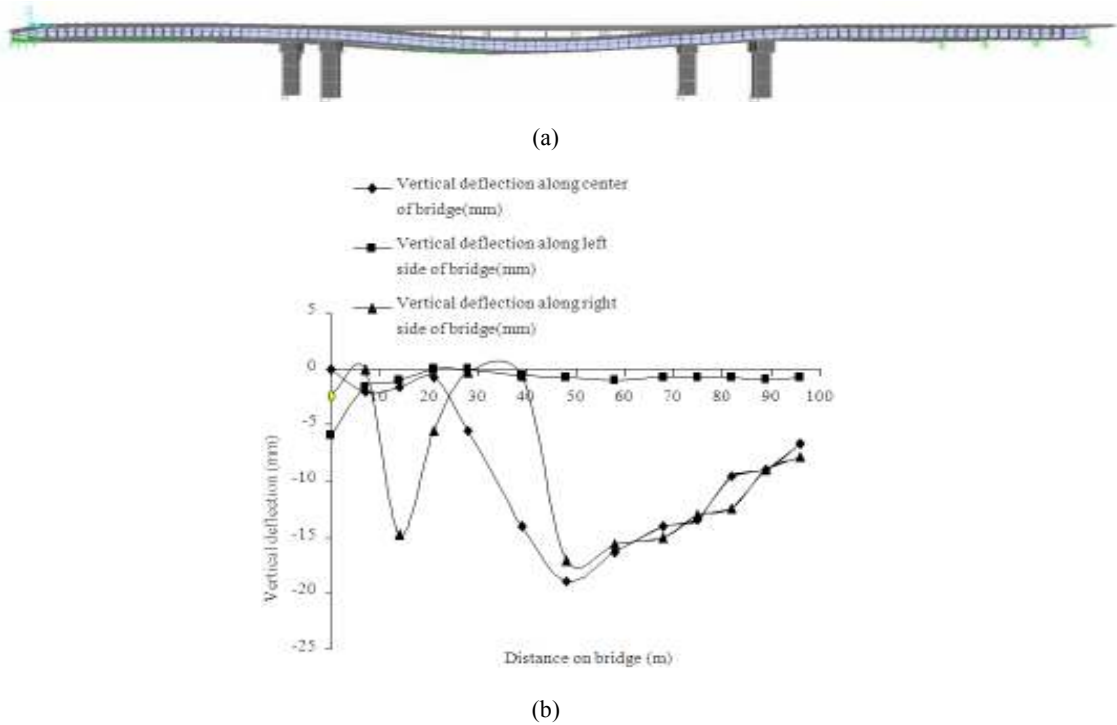 (a)
Vertical deflection along center
of bridge(mm)
Vertical deflection along left
side of bridge(mm)
Vertical deflection along right
side of bridge(mm)
5
0
-5
-10
-15
-20
-25
0
10
20
30
40
50
60
70
80
90
100
Vertical deflection (mm)
Distance on bridge (m)
(b)